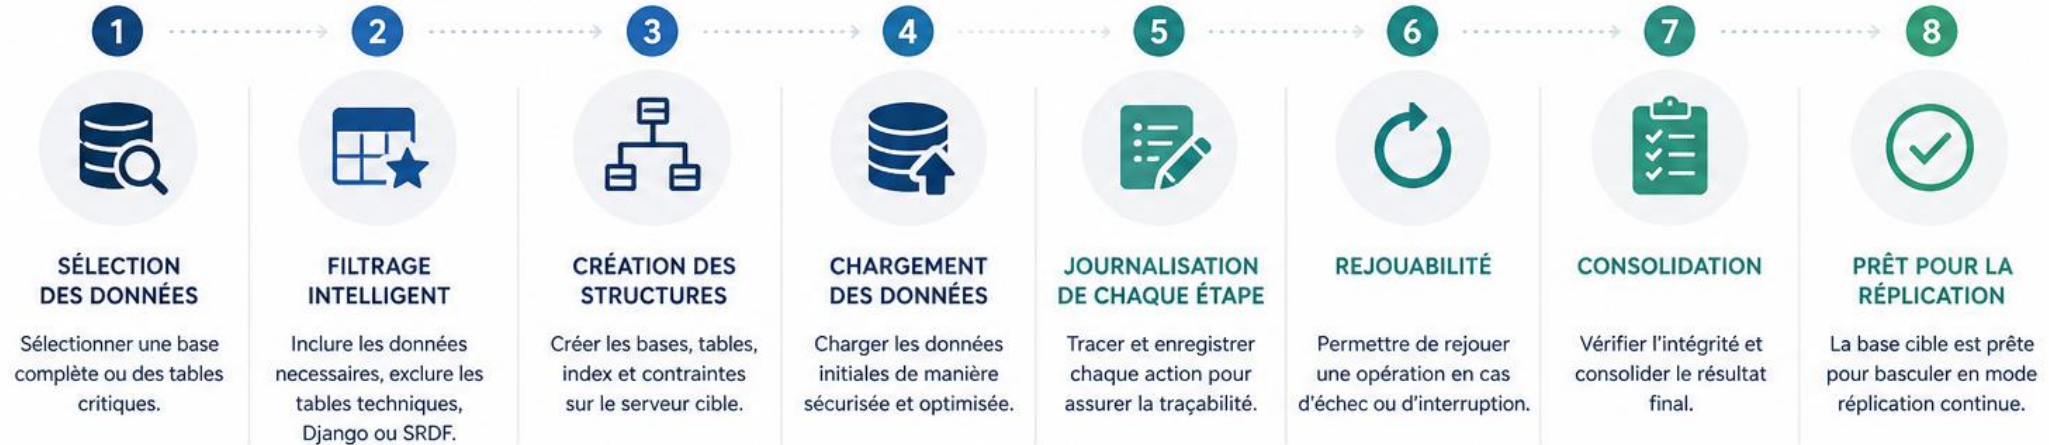 1
2
3
4
5
6
7
8
SÉLECTION
DES DONNÉES
Sélectionner une base
complète ou des tables
critiques.
FILTRAGE
INTELLIGENT
Inclure les données
necessaires, exclure les
tables techniques,
Django ou SRDF.
CRÉATION DES
STRUCTURES
Créer les bases, tables,
index et contraintes
sur le serveur cible.
CHARGEMENT
DES DONNÉES
Charger les données
initiales de manière
sécurisée et optimisée.
JOURNALISATION
DE CHAQUE ÉTAPE
Tracer et enregistrer
chaque action pour
assurer la traçabilité.
REJOUABILITÉ
Permettre de rejouer
une opération en cas
d'échec ou d'interruption.
CONSOLIDATION
Vérifier l'intégrité et
consolider le résultat
final.
PRÊT POUR LA
RÉPLICATION
La base cible est prête
pour basculer en mode
réplication continue.